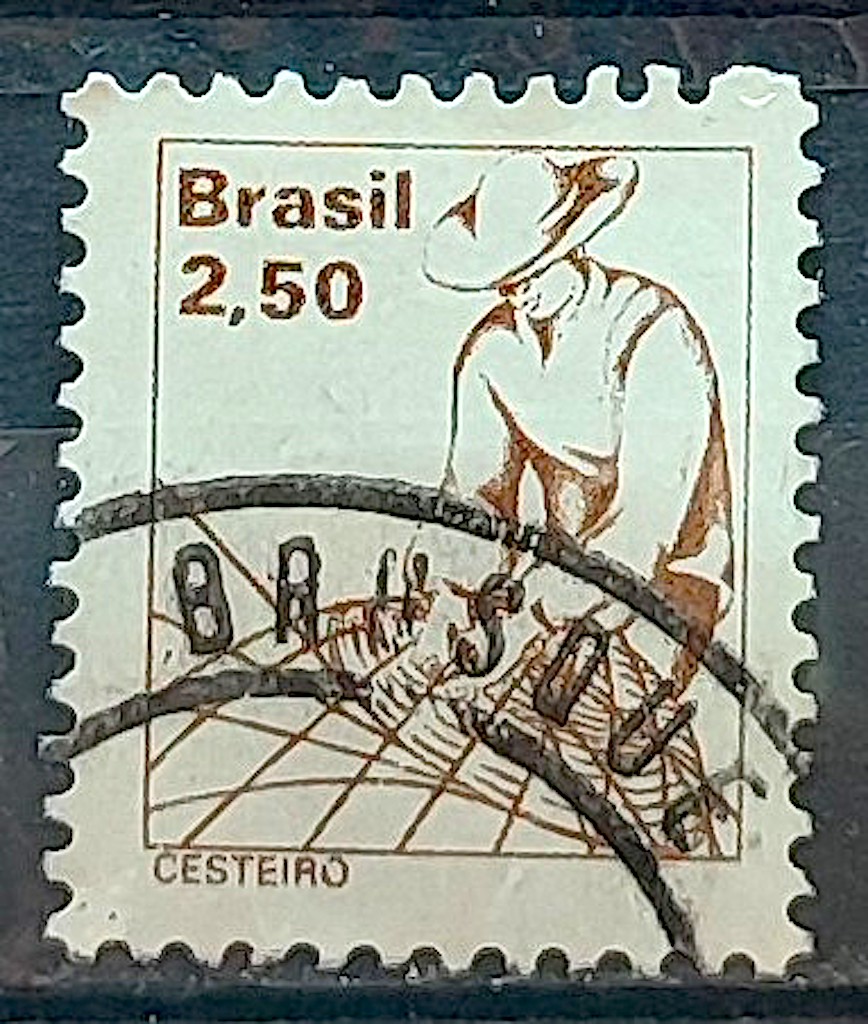 Brasil
2,50
CESTEIRO